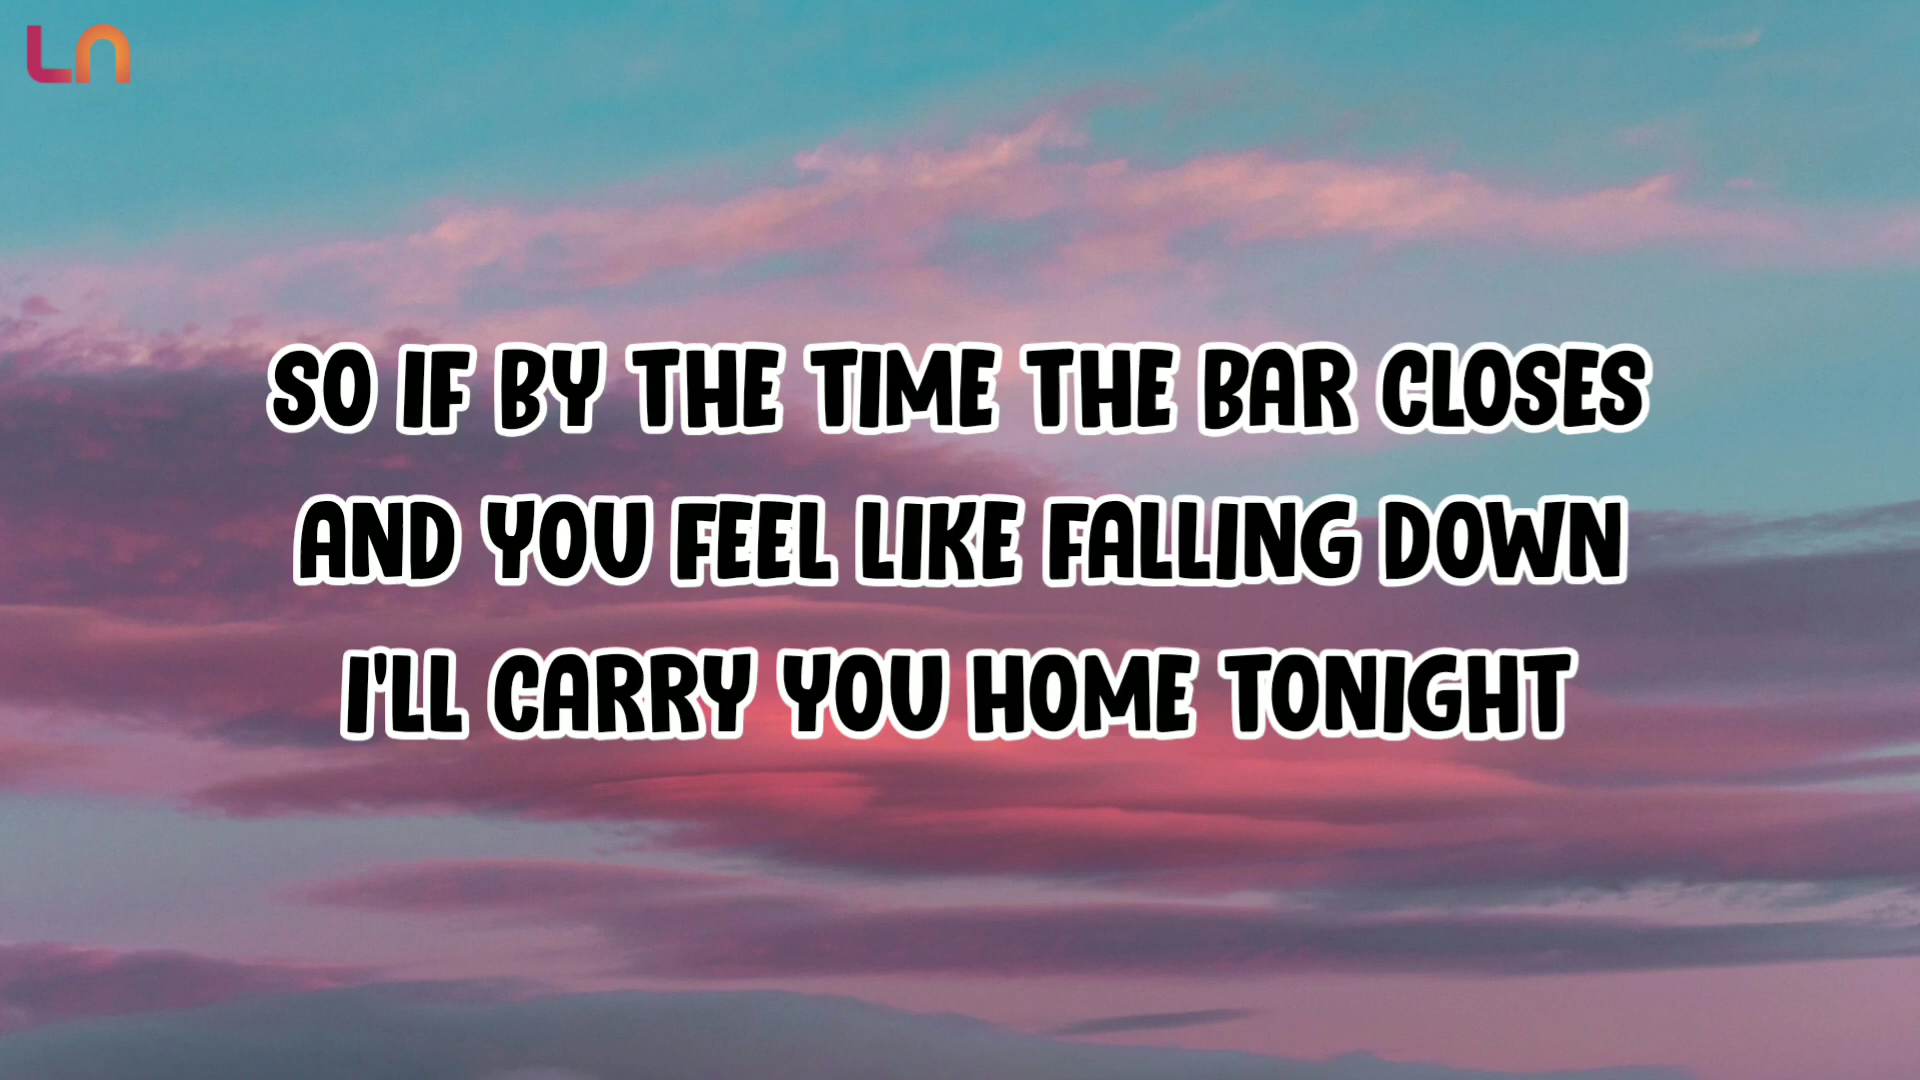 Ln
SO IF BY THE TIME THE BAR CLOSES
AND YOU FEEL LIKE FALLING DOWN
I'LL CARRY YOU HOME TONIGHT